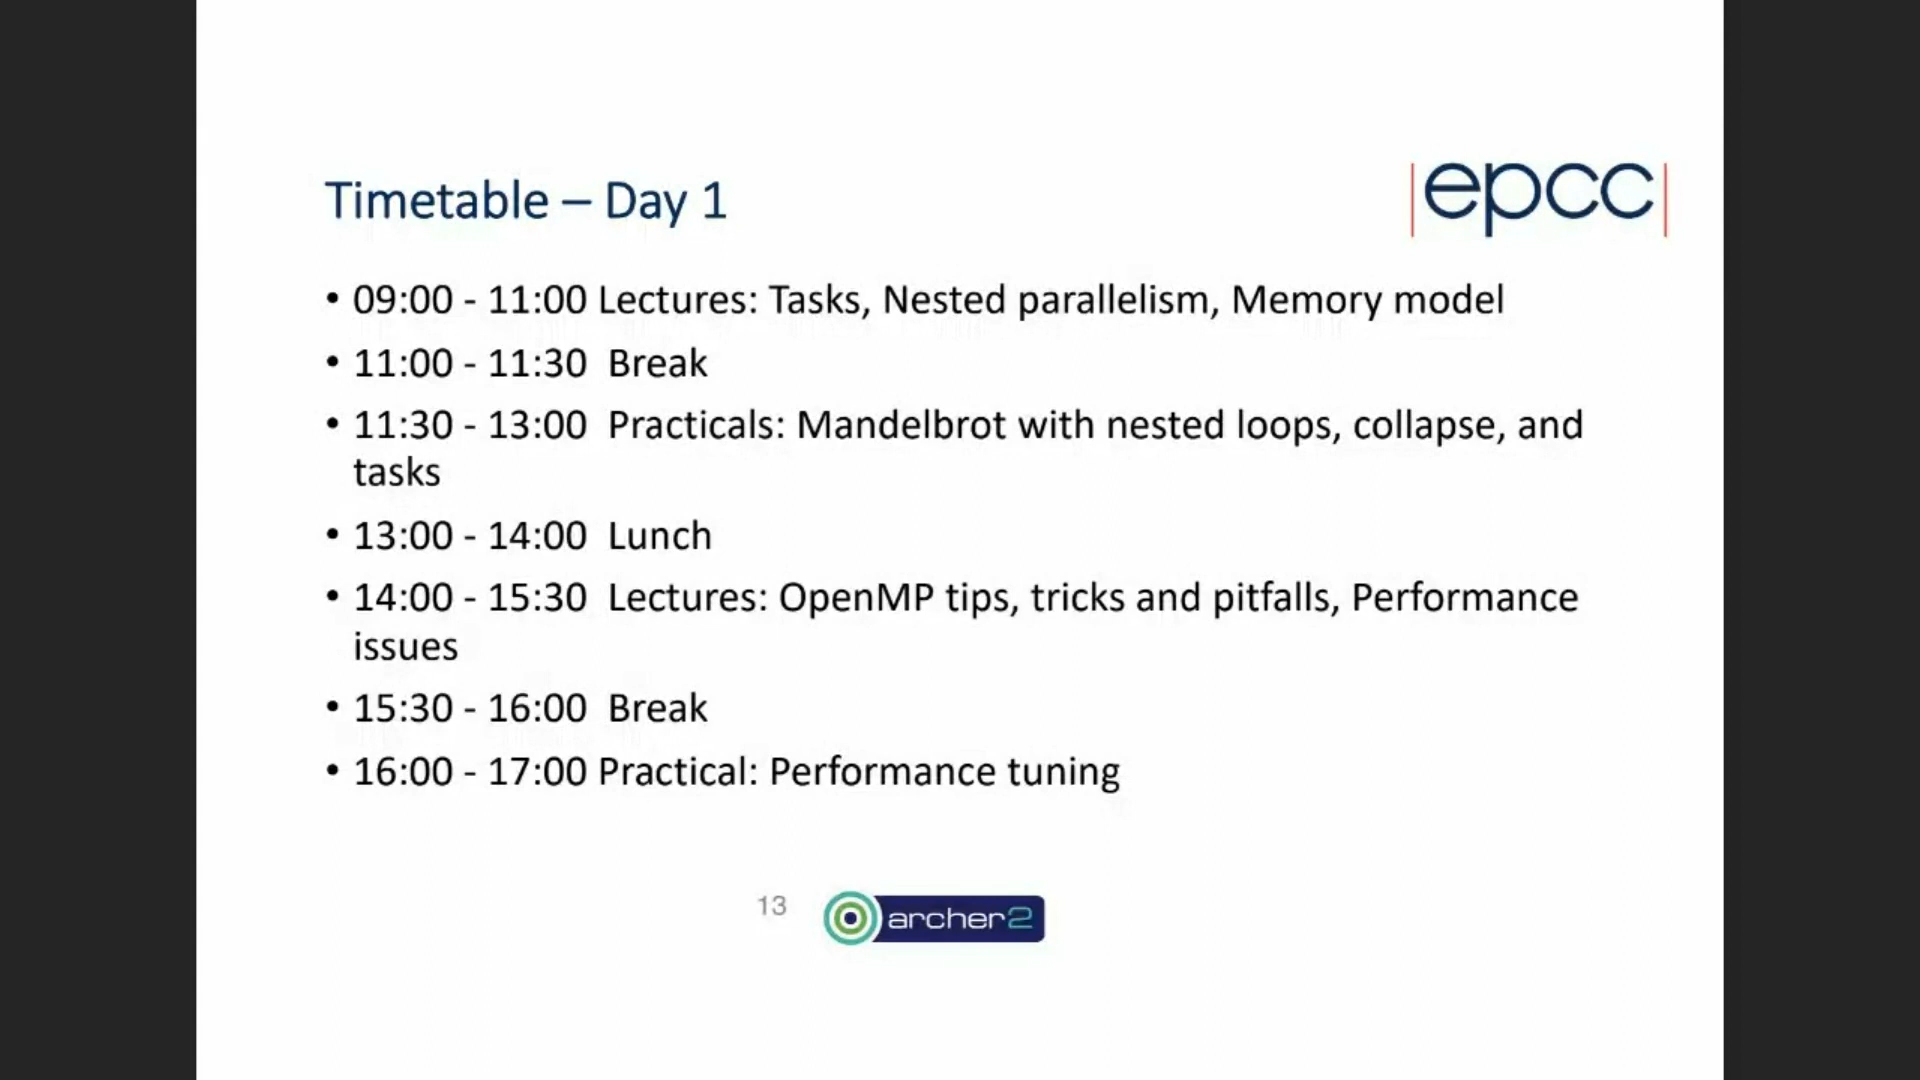 Timetable – Day 1
|epcc|
• 09:00 - 11:00 Lectures: Tasks, Nested parallelism, Memory model
• 11:00 - 11:30 Break
• 11:30 - 13:00 Practicals: Mandelbrot with nested loops, collapse, and
tasks
• 13:00 - 14:00 Lunch
• 14:00 - 15:30 Lectures: OpenMP tips, tricks and pitfalls, Performance
issues
• 15:30 - 16:00 Break
• 16:00 - 17:00 Practical: Performance tuning
13
archer2